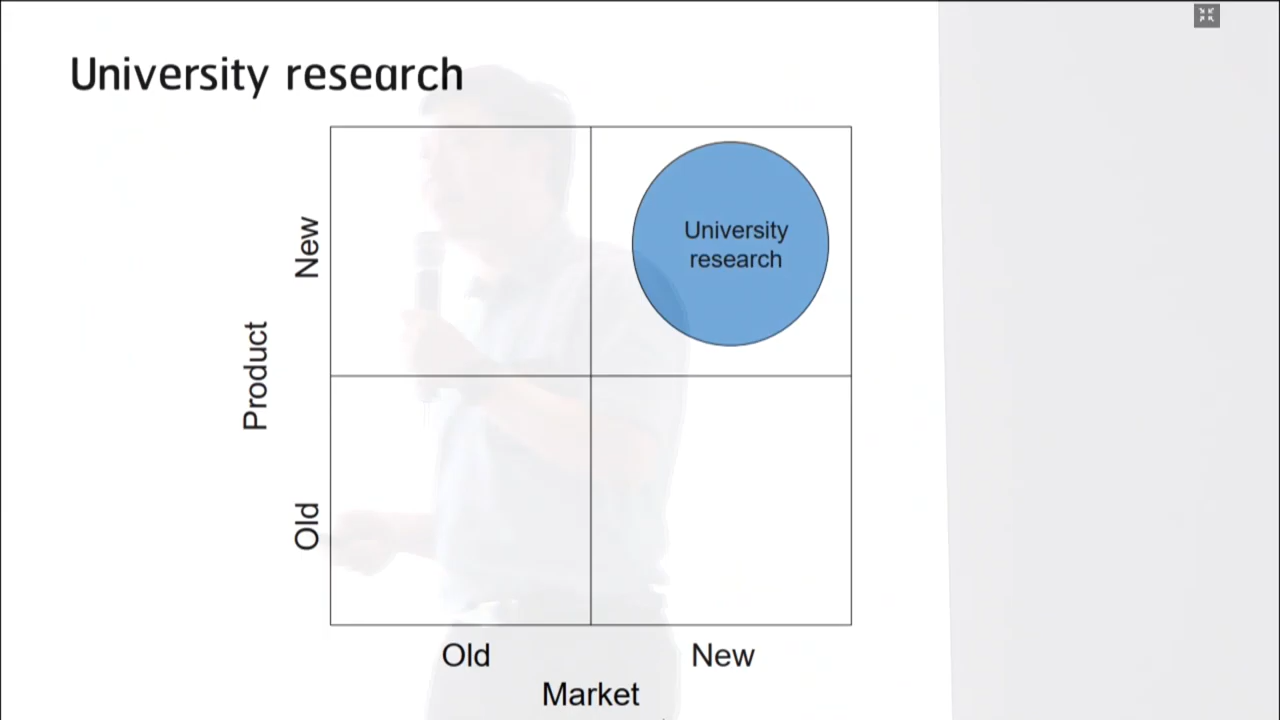 University research
University
research
New
Product
Old
Old
New
Market